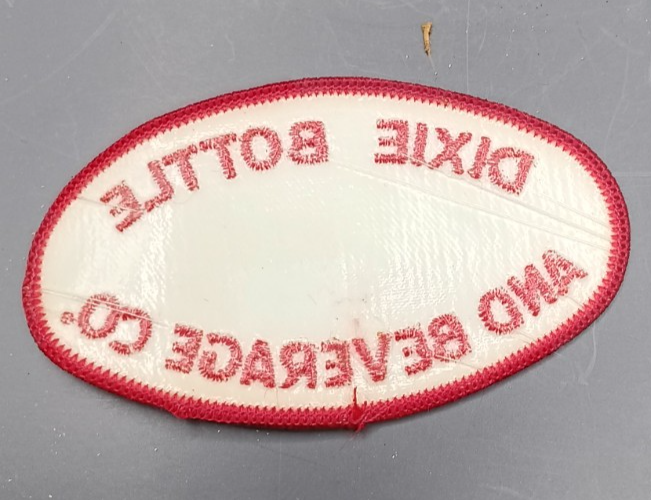 DIXIE BOTTLE
AND BEVERAGE CO.